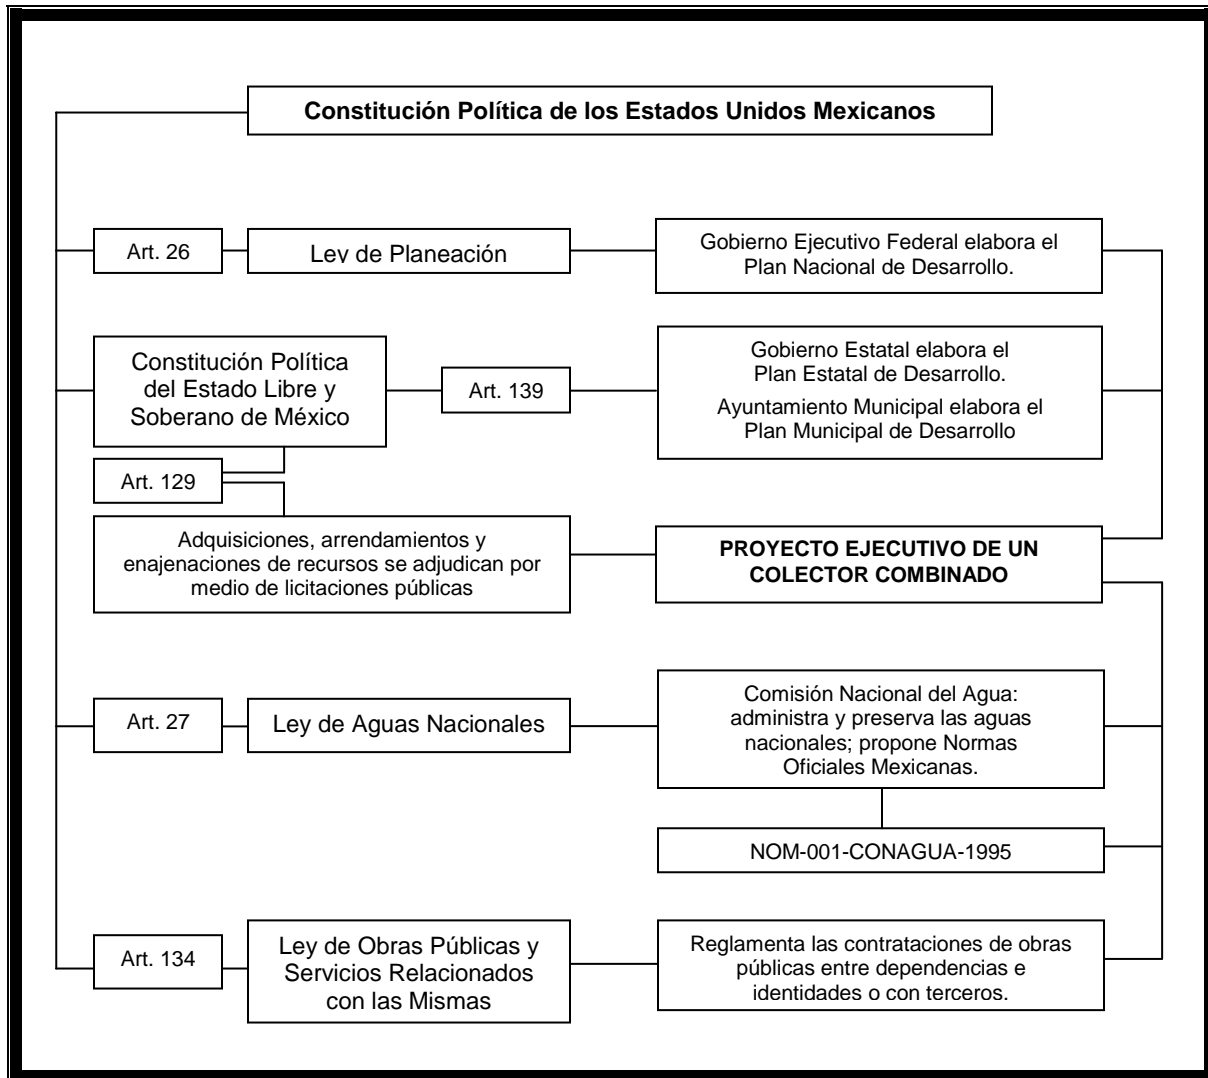 Constitución Política de los Estados Unidos Mexicanos
Art. 26
Ley de Planeación
Gobierno Ejecutivo Federal elabora el
Plan Nacional de Desarrollo.
Constitución Política
del Estado Libre y
Soberano de México
Art. 139
Gobierno Estatal elabora el
Plan Estatal de Desarrollo.
Ayuntamiento Municipal elabora el
Plan Municipal de Desarrollo
Art. 129
Adquisiciones, arrendamientos y
enajenaciones de recursos se adjudican por
medio de licitaciones públicas
PROYECTO EJECUTIVO DE UN
COLECTOR COMBINADO
Art. 27
Ley de Aguas Nacionales
Comisión Nacional del Agua:
administra y preserva las aguas
nacionales; propone Normas
Oficiales Mexicanas.
NOM-001-CONAGUA-1995
Art. 134
Ley de Obras Públicas y
Servicios Relacionados
con las Mismas
Reglamenta las contrataciones de obras
públicas entre dependencias e
identidades o con terceros.